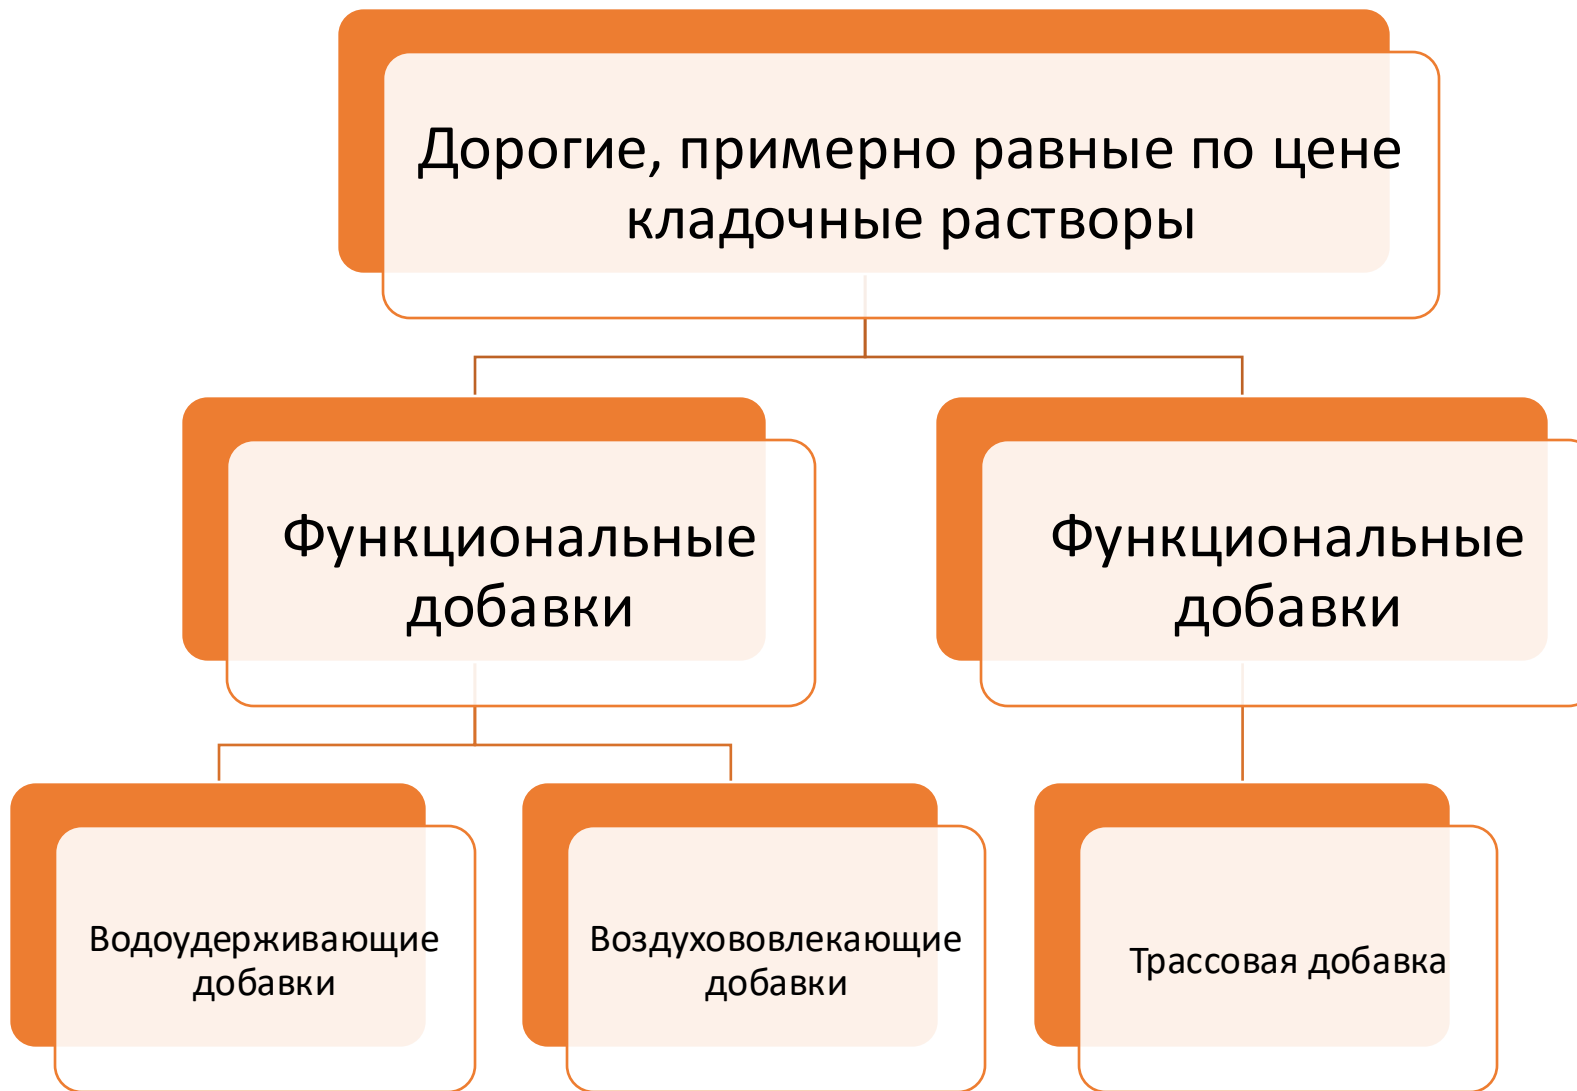 Дорогие, примерно равные по цене
кладочные растворы
Функциональные
добавки
Функциональные
добавки
Водоудерживающие
добавки
Воздухововлекающие
добавки
Трассовая добавка